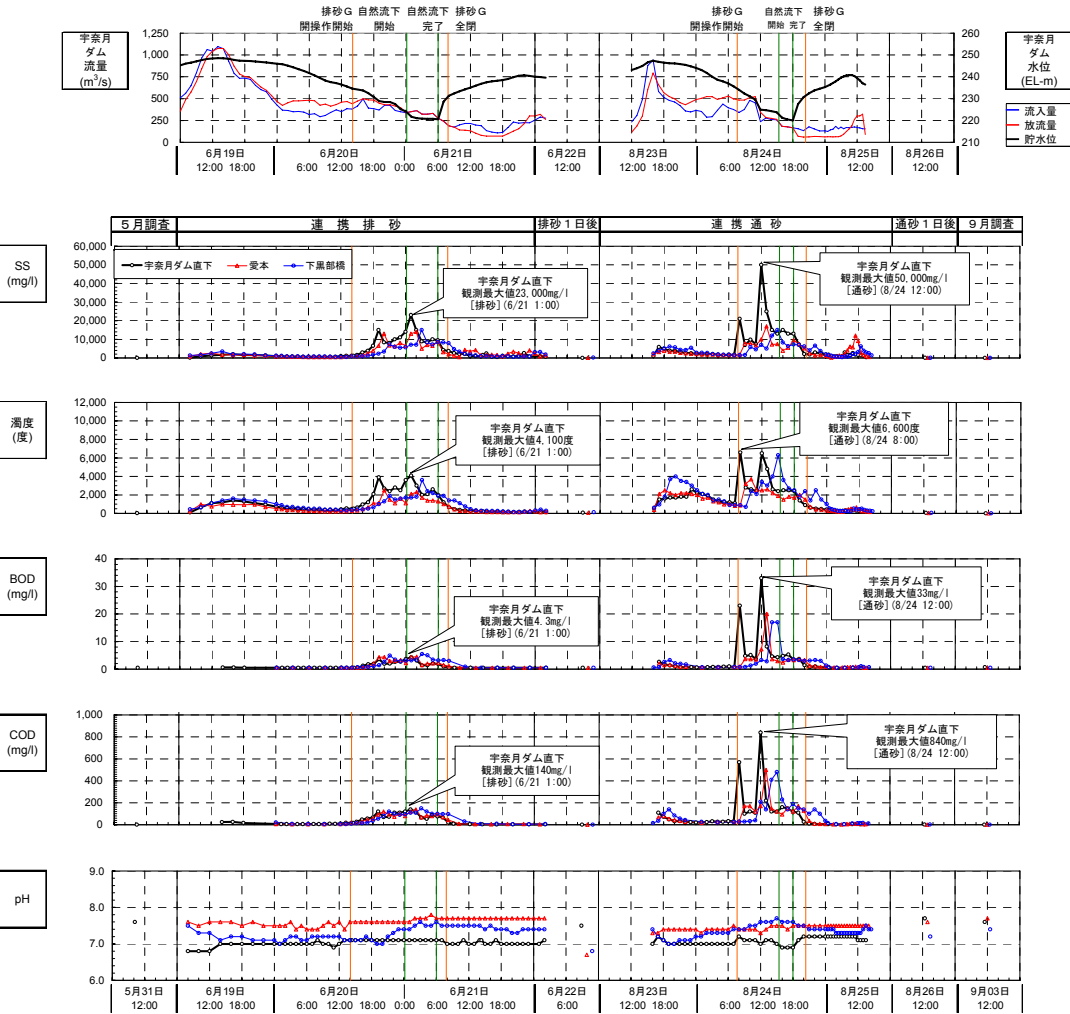 排砂G 自然流下 自然流下 排砂G
開操作開始 開始 完了 全閉
排砂G 自然流下 排砂G
開操作開始 開始 完了 全閉
宇奈月
ダム
流量
(m³/s)
1,250
1,000
750
500
250
0
260
250
240
230
220
210
宇奈月
ダム
水位
(EL-m)
流入量
放流量
貯水位
6月19日 6月20日 6月21日 6月22日 8月23日 8月24日 8月25日 8月26日
12:00 18:00 6:00 12:00 18:00 0:00 6:00 12:00 12:00 18:00 6:00 12:00 18:00 12:00 12:00
5月調査 連携排砂 排砂1日後 連携通砂 通砂1日後 9月調査
SS
(mg/l)
60,000
50,000
40,000
30,000
20,000
10,000
0
宇奈月ダム直下 愛本 下黒部橋
宇奈月ダム直下
観測最大値23,000mg/l
[排砂](6/21 1:00)
宇奈月ダム直下
観測最大値50,000mg/l
[通砂](8/24 12:00)
濁度
(度)
12,000
10,000
8,000
6,000
4,000
2,000
0
宇奈月ダム直下
観測最大値4,100度
[排砂](6/21 1:00)
宇奈月ダム直下
観測最大値6,600度
[通砂](8/24 8:00)
BOD
(mg/l)
40
30
20
10
0
宇奈月ダム直下
観測最大値4.3mg/l
[排砂](6/21 1:00)
宇奈月ダム直下
観測最大値33mg/l
[通砂](8/24 12:00)
COD
(mg/l)
1,000
800
600
400
200
0
宇奈月ダム直下
観測最大値140mg/l
[排砂](6/21 1:00)
宇奈月ダム直下
観測最大値840mg/l
[通砂](8/24 12:00)
pH
9.0
8.0
7.0
6.0
5月31日 6月19日 6月20日 6月21日 6月22日 8月23日 8月24日 8月25日 8月26日 9月03日
12:00 12:00 18:00 6:00 12:00 18:00 0:00 6:00 12:00 18:00 6:00 12:00 18:00 6:00 12:00 18:00 12:00 12:00 12:00